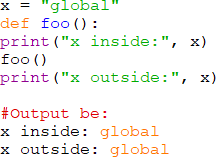 x = "global"
def foo():
print("x inside:", x)
foo()
print("x outside:", x)
#Output be:
x inside: global
x outside: global